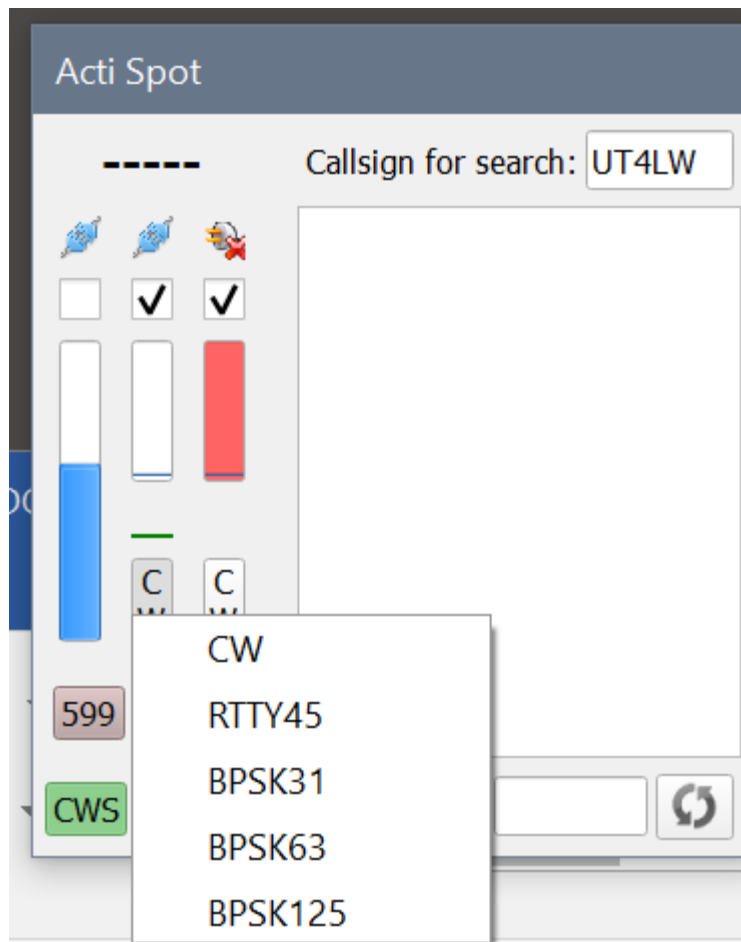 Acti Spot
-----
Callsign for search: UT4LW
C
C
CW
RTTY45
BPSK31
BPSK63
BPSK125
599
CWS